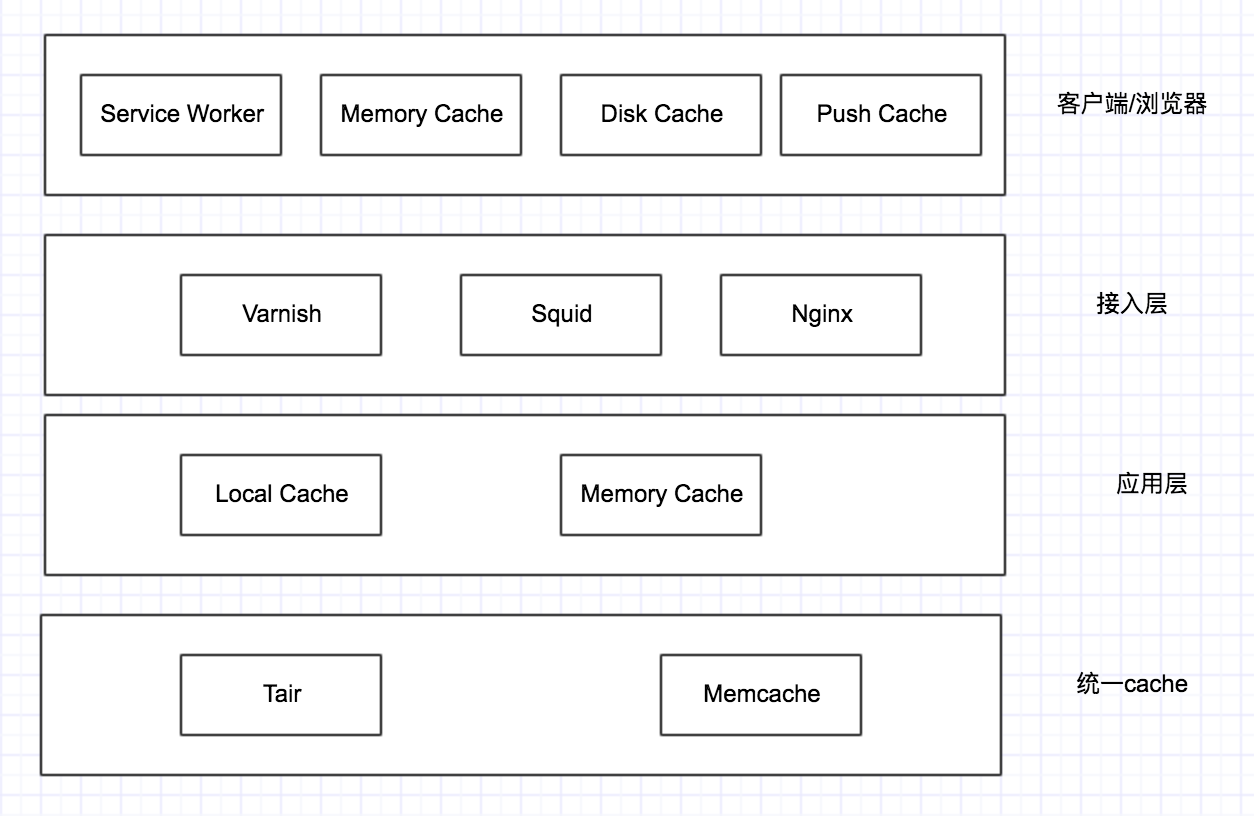 Service Worker
Memory Cache
Disk Cache
Push Cache
客户端/浏览器
Varnish
Squid
Nginx
接入层
Local Cache
Memory Cache
应用层
Tair
Memcache
统一cache